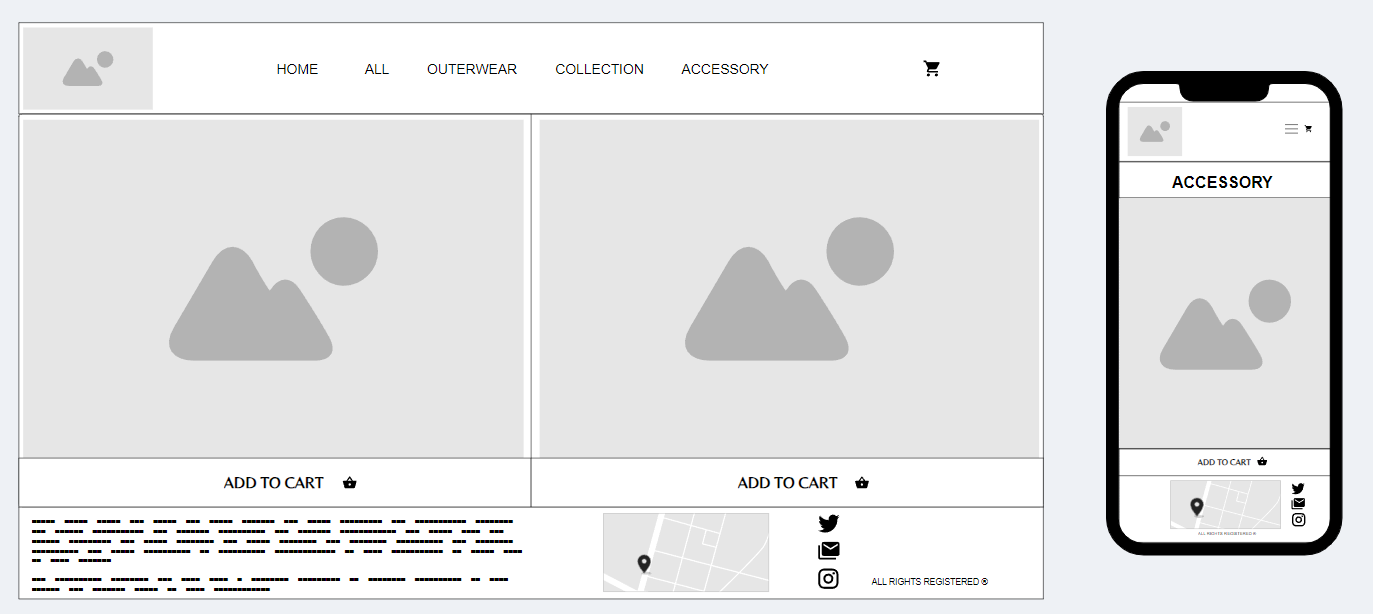 HOME ALL OUTERWEAR COLLECTION ACCESSORY
ADD TO CART
ADD TO CART
ALL RIGHTS REGISTERED ®
ACCESSORY
ADD TO CART
ALL RIGHTS REGISTERED ®